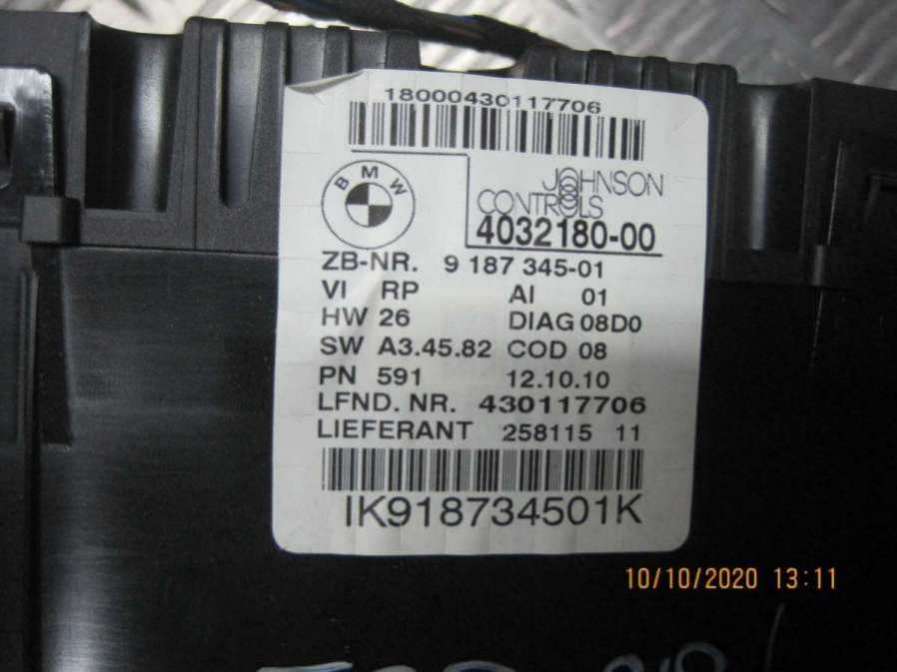 18000430117706
BMW
JOHNSON
CONTROLS
4032180-00
ZB-NR. 9 187 345-01
VI RP AI 01
HW 26 DIAG 08D0
SW A3.45.82 COD 08
PN 591 12.10.10
LFND. NR. 430117706
LIEFERANT 258115 11
IK918734501K
10/10/2020 13:11